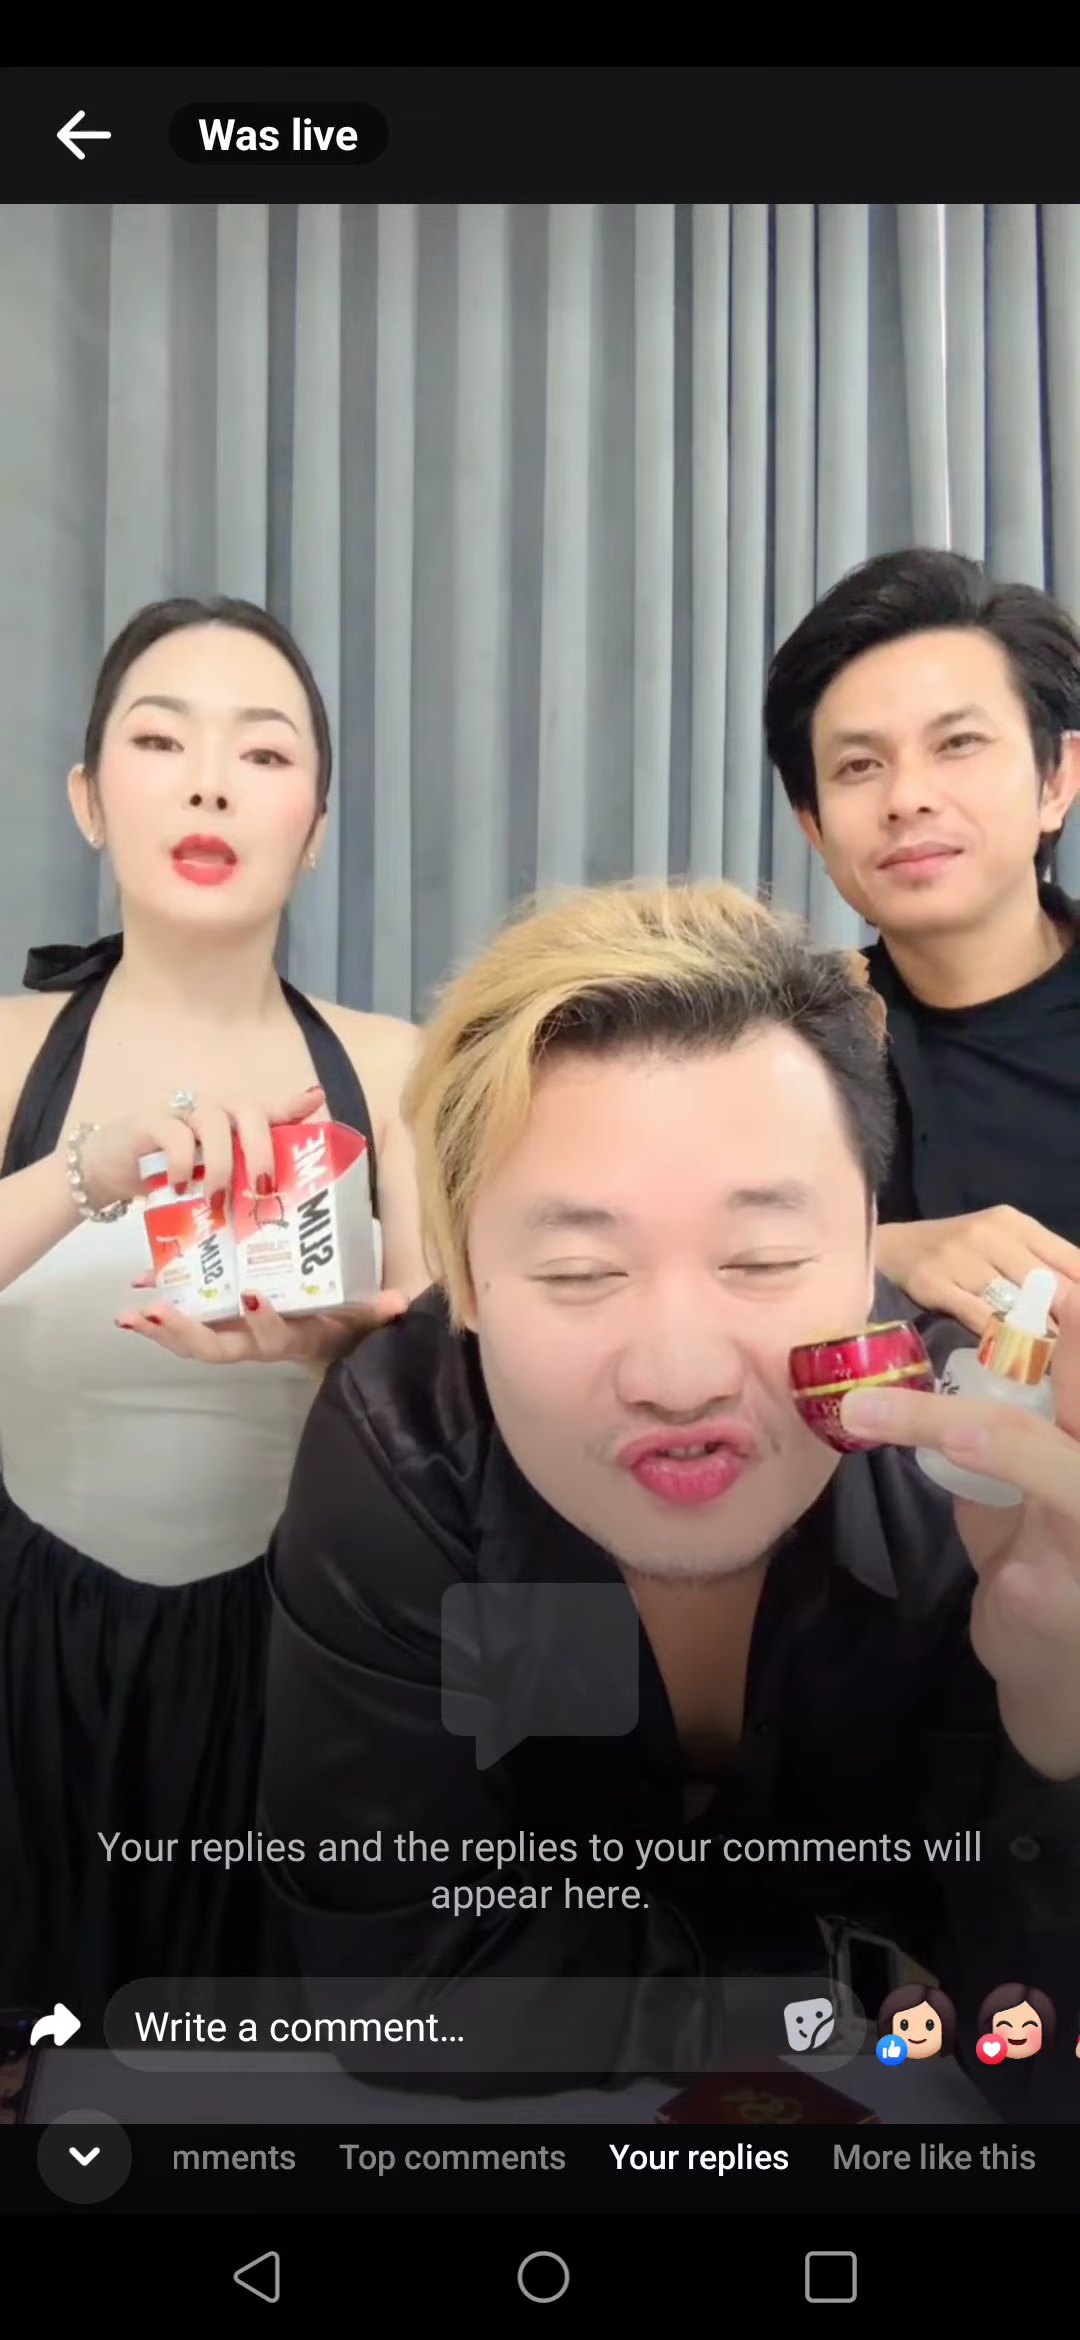 Was live
SLIM-ME
SLIM
Your replies and the replies to your comments will
appear here.
Write a comment...
mments
Top comments
Your replies
More like this